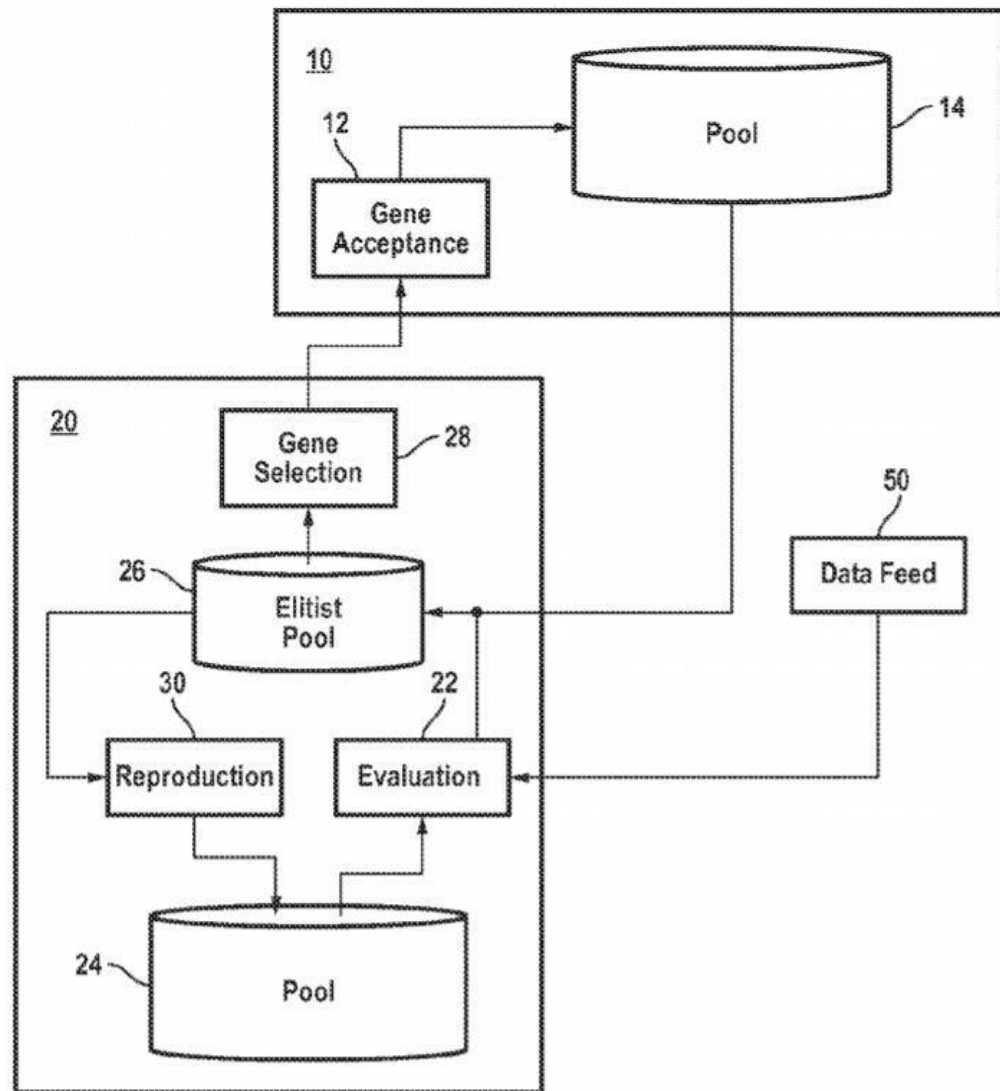 10
12
Pool
14
Gene
Acceptance
20
Gene
Selection
28
50
Data Feed
26
Elitist
Pool
30
22
Reproduction
Evaluation
24
Pool